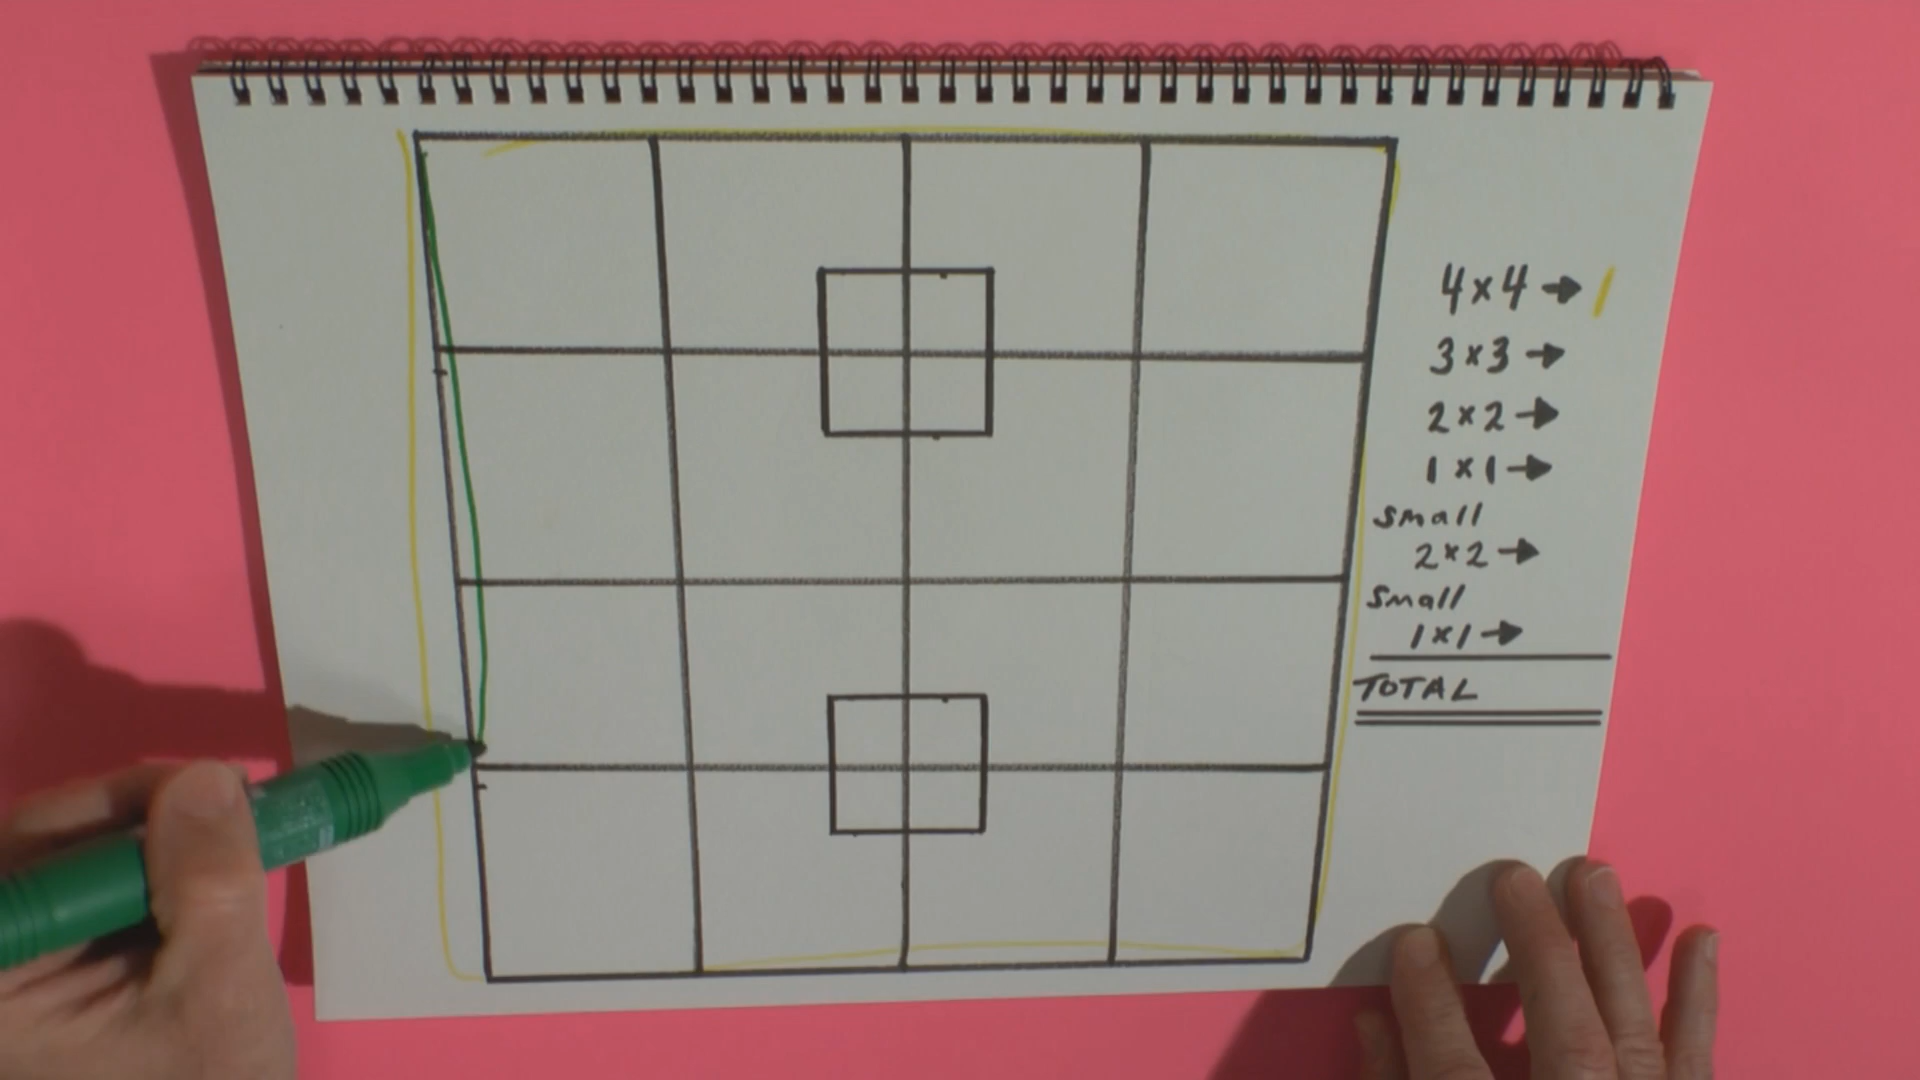 4 x 4 → 1
3 x 3 →
2 x 2 →
1 x 1 →
small
2 x 2 →
small
1 x 1 →
TOTAL